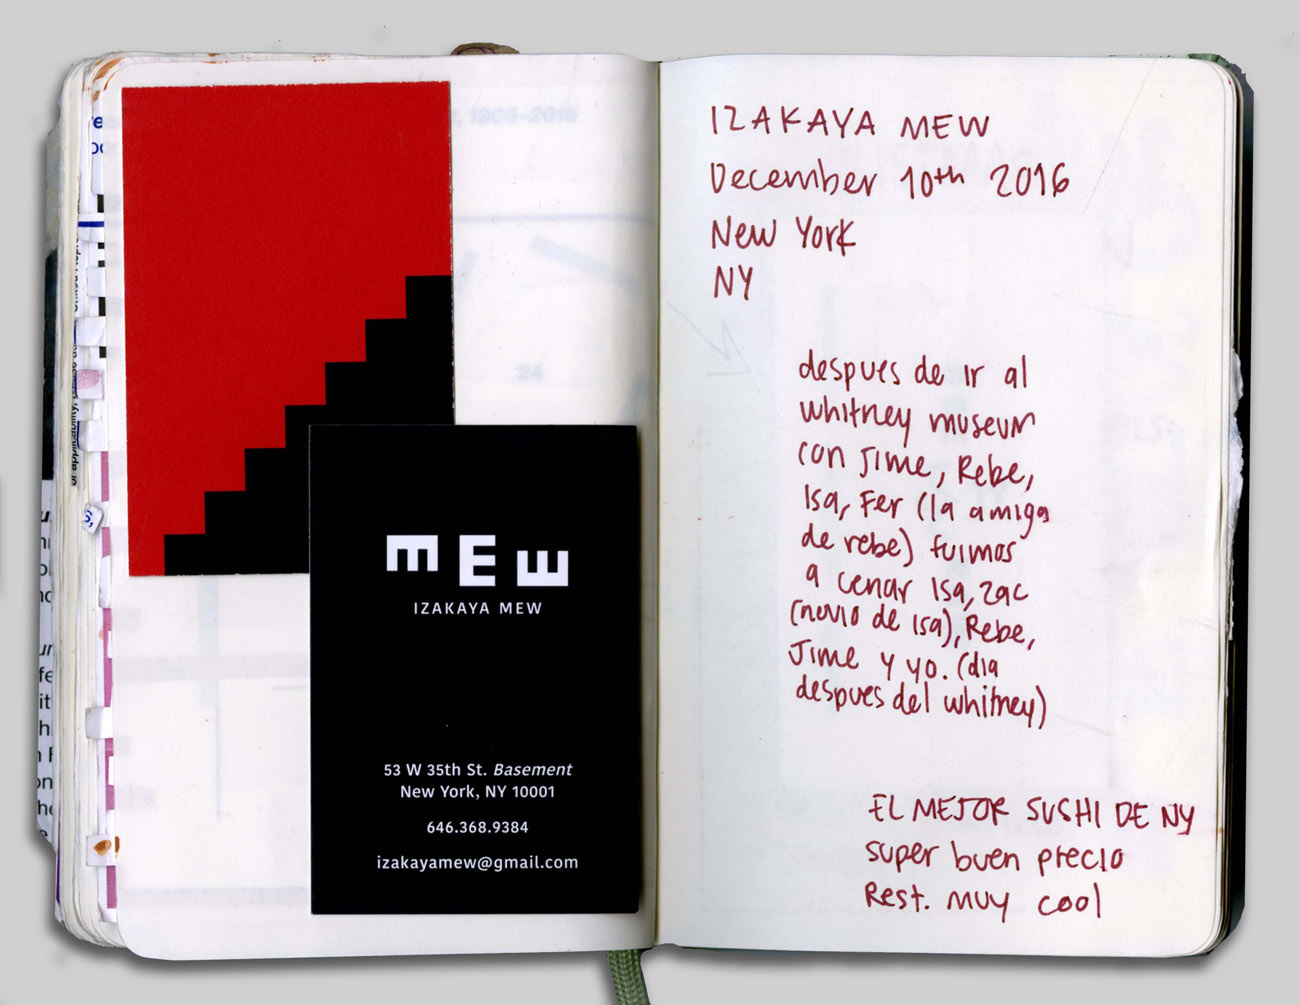 1905-2016
24
mEw
IZAKAYA MEW
53 W 35th St. Basement
New York, NY 10001
646.368.9384
izakayamew@gmail.com
IZAKAYA MEW
December 10th 2016
New York
NY
despues de ir al
whitney museum
con Jime, Rebe,
Isa, Fer (la amiga
de rebe) fuimos
a cenar Isa, zac
(novio de Isa), Rebe,
Jime y yo. (dia
despues del whitney)
EL MEJOR SUSHI DE NY
super buen precio
Rest. muy cool